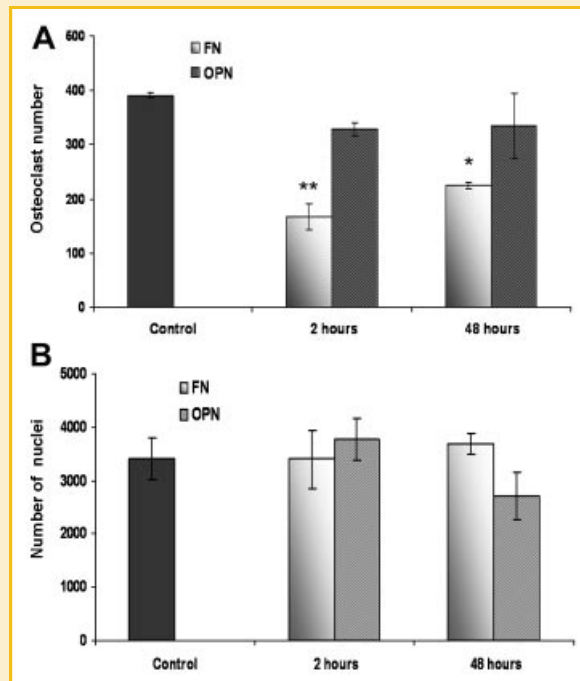 A
FN
OPN
Osteoclast number
600
500
400
300
200
100
0
**
*
Control
2 hours
48 hours
B
FN
OPN
Number of nuclei
5000
4000
3000
2000
1000
0
Control
2 hours
48 hours